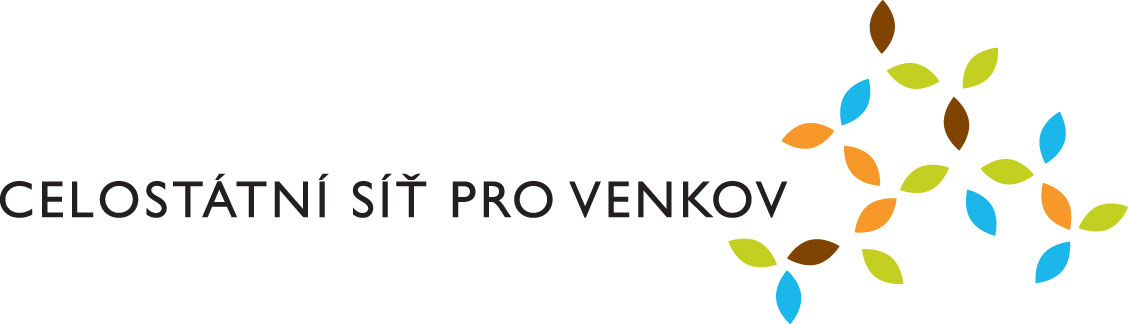 CELOSTÁTNÍ SÍŤ PRO VENKOV